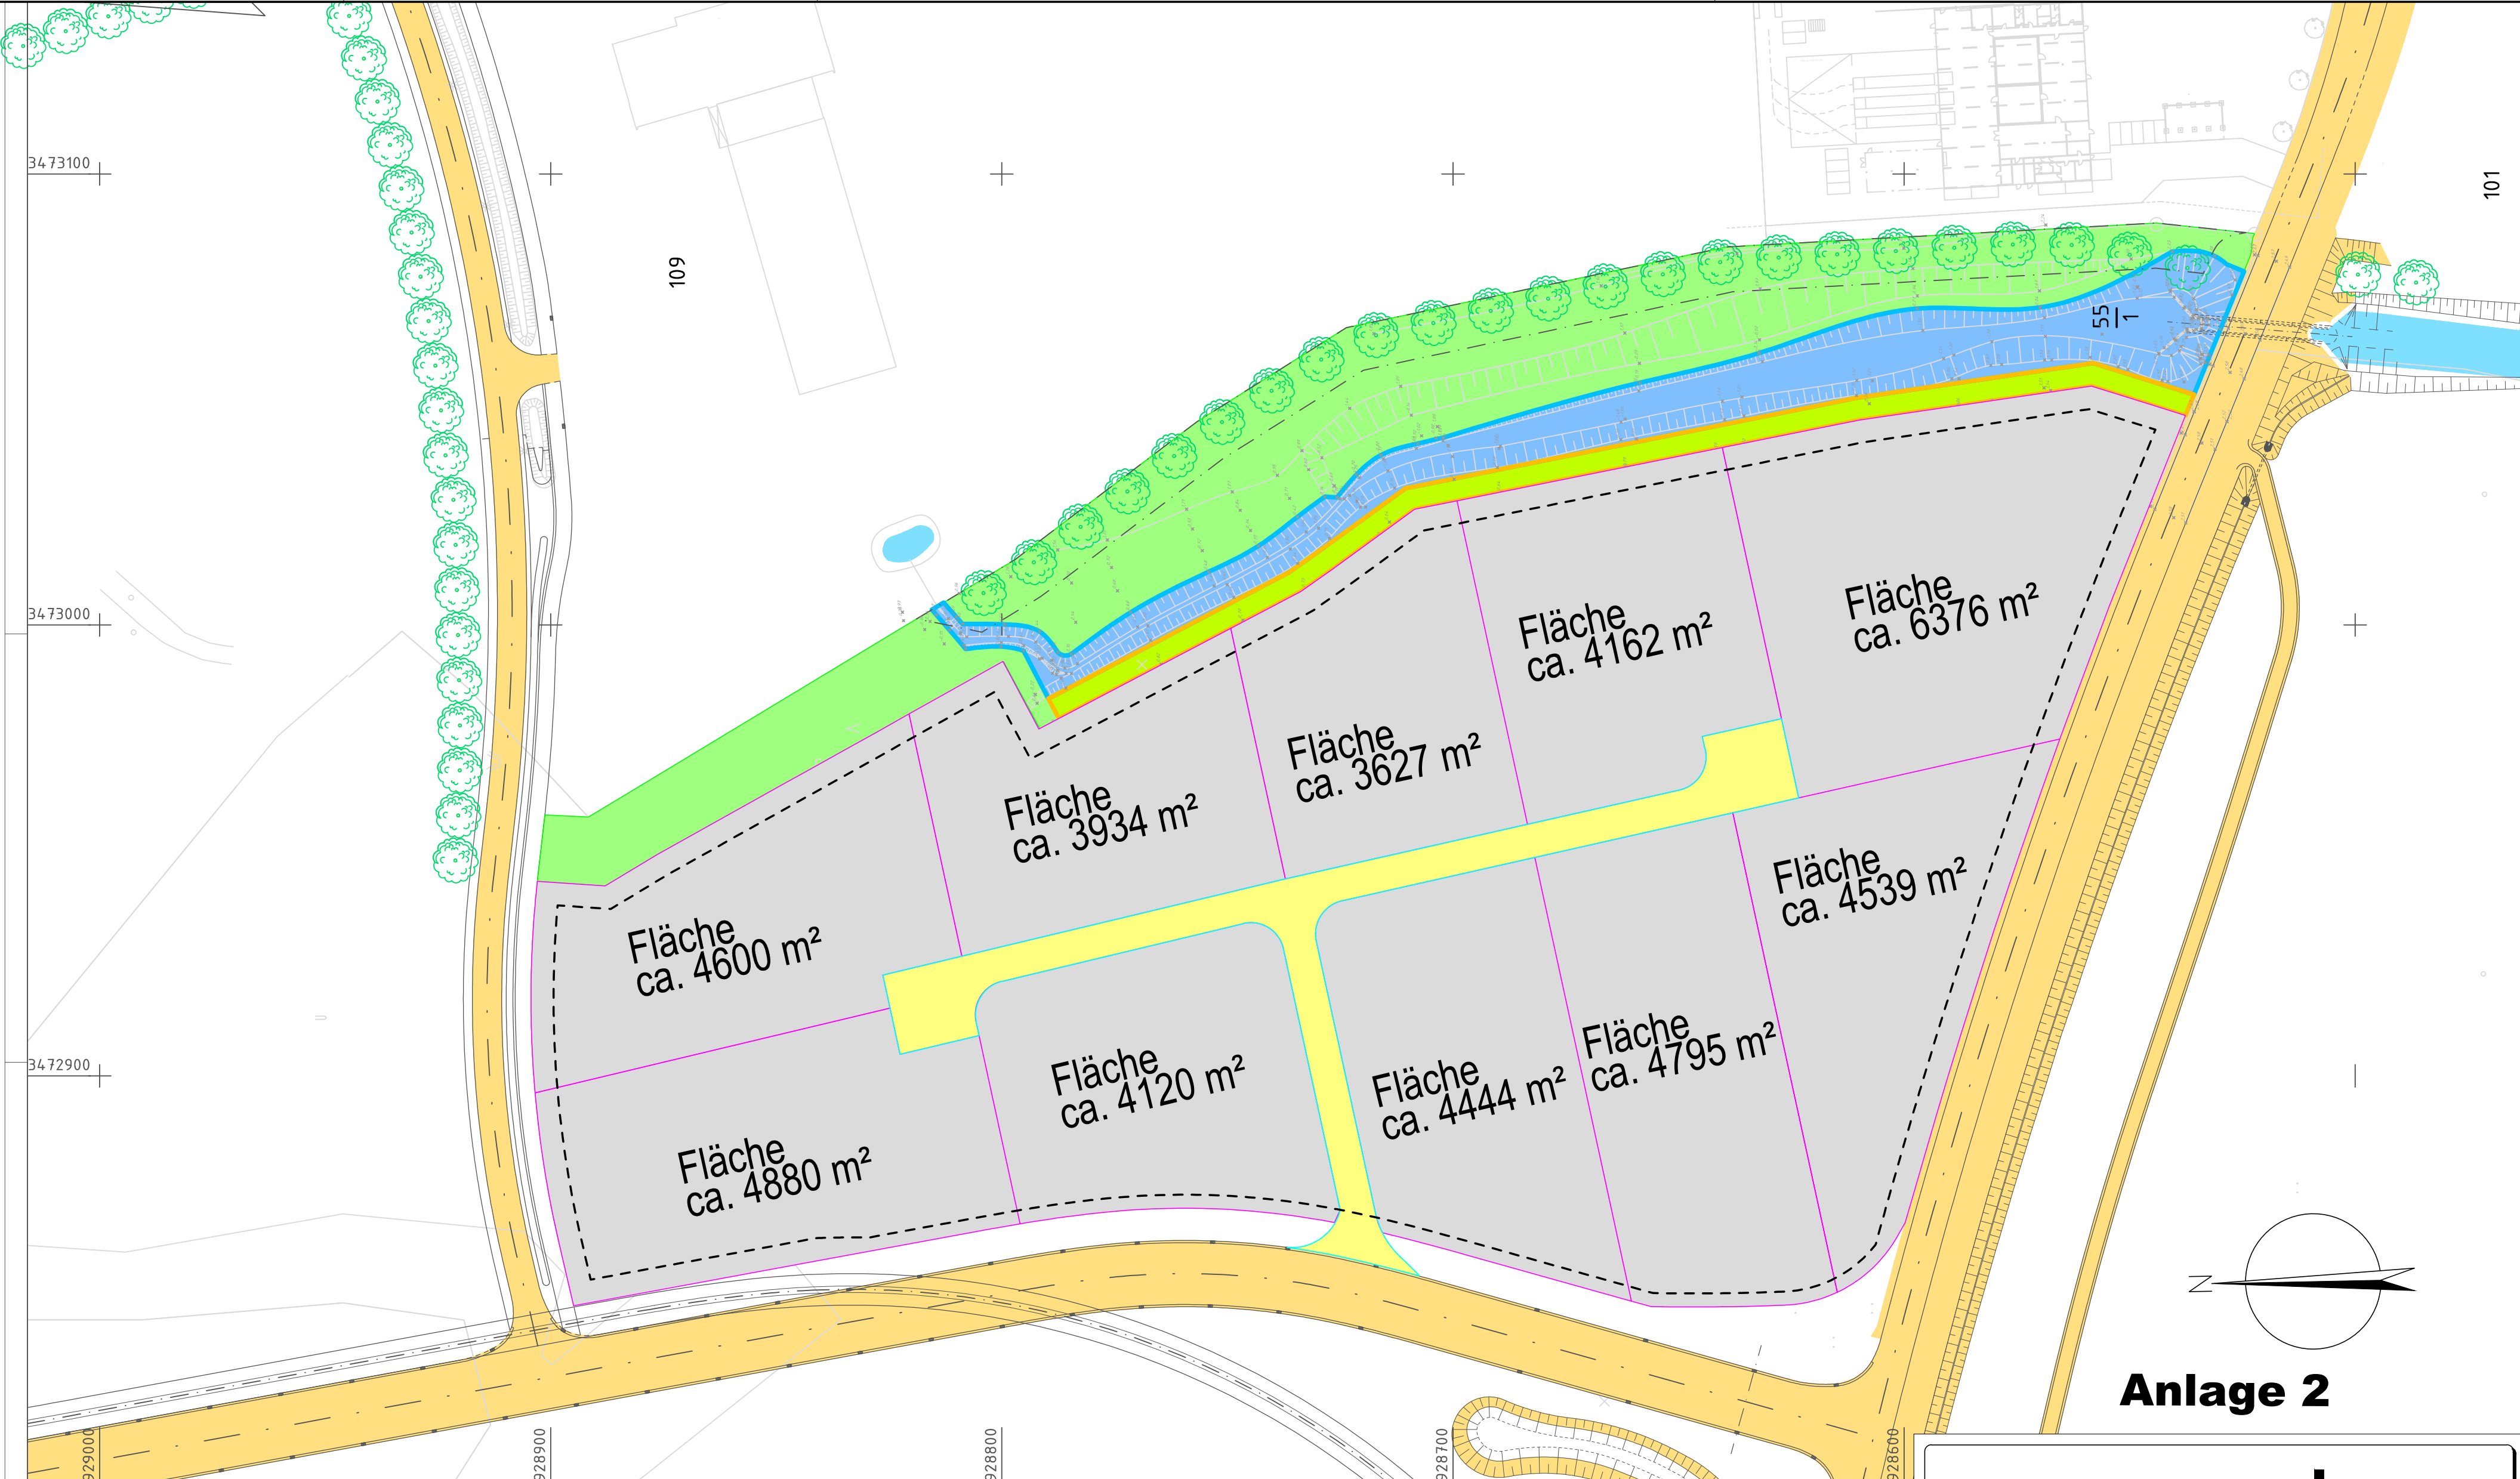 3473100
109
101
55
1
3473000
Fläche
ca. 6376 m²
Fläche
ca. 4162 m²
Fläche
ca. 3627 m²
Fläche
ca. 3934 m²
Fläche
ca. 4539 m²
Fläche
ca. 4600 m²
Fläche
ca. 4795 m²
Fläche
ca. 4120 m²
Fläche
ca. 4444 m²
3472900
Fläche
ca. 4880 m²
N
Anlage 2
929000
928900
928800
928700
928600